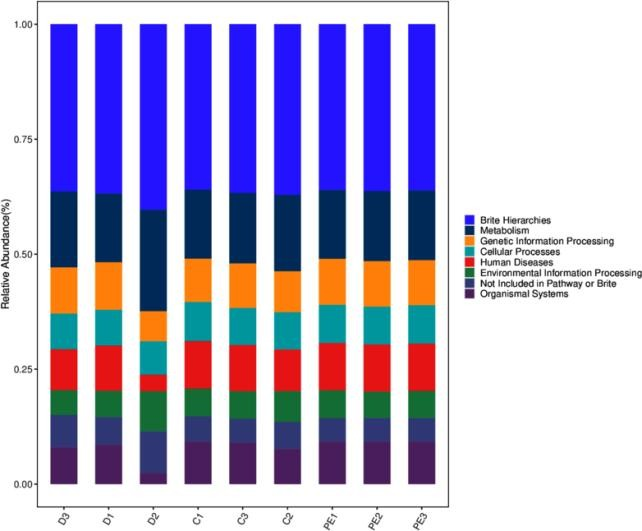 1.00
0.75
0.50
0.25
0.00
Relative Abundance(%)
D3
D1
D2
C1
C3
C2
PE1
PE2
PE3
Brite Hierarchies
Metabolism
Genetic Information Processing
Cellular Processes
Human Diseases
Environmental Information Processing
Not Included in Pathway or Brite
Organismal Systems